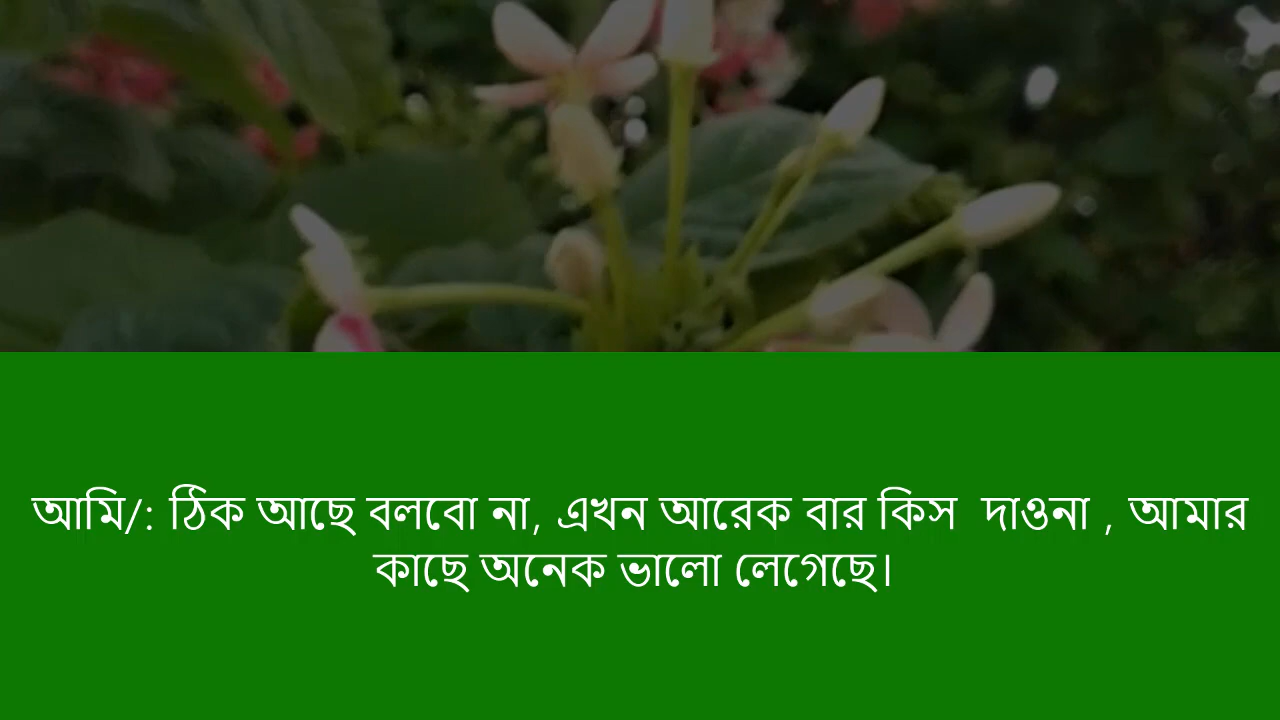 আমি/: ঠিক আছে বলবো না, এখন আরেক বার কিস  দাওনা , আমার
কাছে অনেক ভালো লেগেছে।